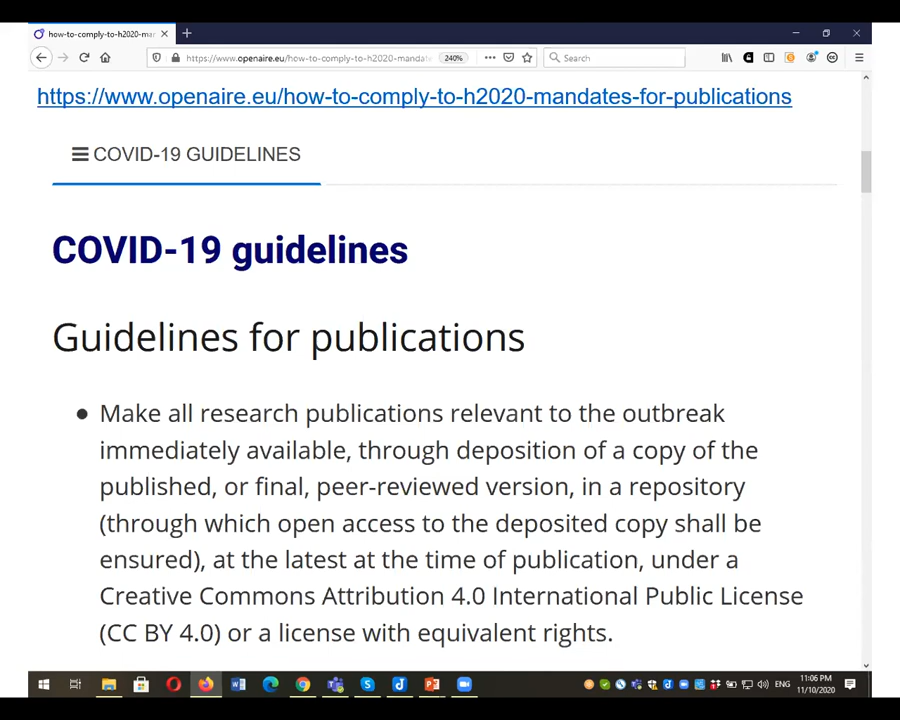 how-to-comply-to-h2020-ma
https://www.openaire.eu/how-to-comply-to-h2020-manda
240%
Search
https://www.openaire.eu/how-to-comply-to-h2020-mandates-for-publications
COVID-19 GUIDELINES
COVID-19 guidelines
Guidelines for publications
● Make all research publications relevant to the outbreak
immediately available, through deposition of a copy of the
published, or final, peer-reviewed version, in a repository
(through which open access to the deposited copy shall be
ensured), at the latest at the time of publication, under a
Creative Commons Attribution 4.0 International Public License
(CC BY 4.0) or a license with equivalent rights.
ENG
11:06 PM
11/10/2020